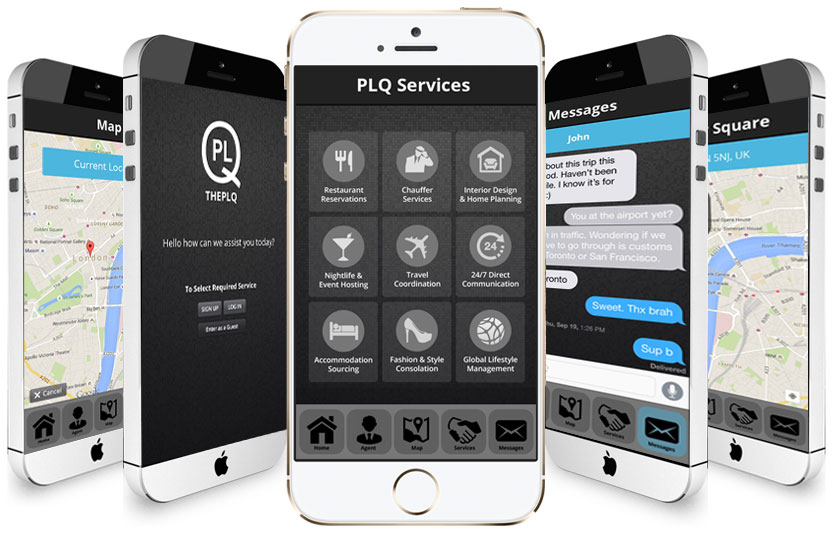 Map
Current Loc
London
Cancel
Home
Agent
Map
PL
THEPLQ
Hello how can we assist you today?
To Select Required Service
SIGN UP
LOG IN
Enter as a Guest
PLQ Services
Restaurant
Reservations
Chauffer
Services
Interior Design
& Home Planning
Nightlife &
Event Hosting
Travel
Coordination
24
24/7 Direct
Communication
Accommodation
Sourcing
Fashion & Style
Consolation
Global Lifestyle
Management
Home
Agent
Map
Services
Messages
Messages
John
bout this trip this
od. Haven't been
ile. I know it's for
:)
You at the airport yet?
in traffic. Wondering if we
ve to go through is customs
Toronto or San Francisco.
oronto
Sweet. Thx brah
Thu, Sep 19, 1:26 PM
Sup b
Delivered
Map
Services
Messages
Square
N 5NJ, UK
River Thames
Services
Messages